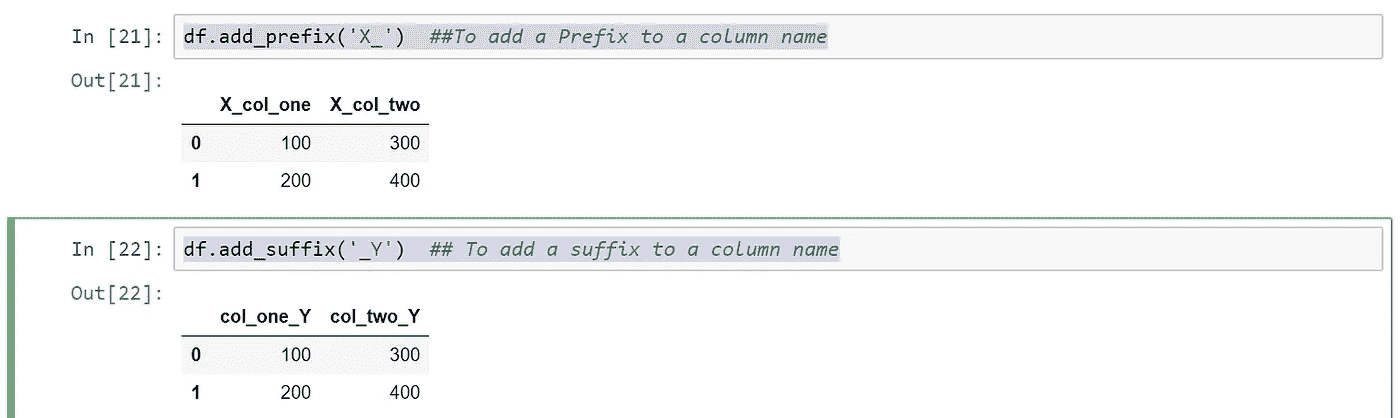 In [21]: df.add_prefix('X_')  ##To add a Prefix to a column name
Out[21]:
X_col_one X_col_two
0 100 300
1 200 400
In [22]: df.add_suffix('_Y')  ## To add a suffix to a column name
Out[22]:
col_one_Y col_two_Y
0 100 300
1 200 400